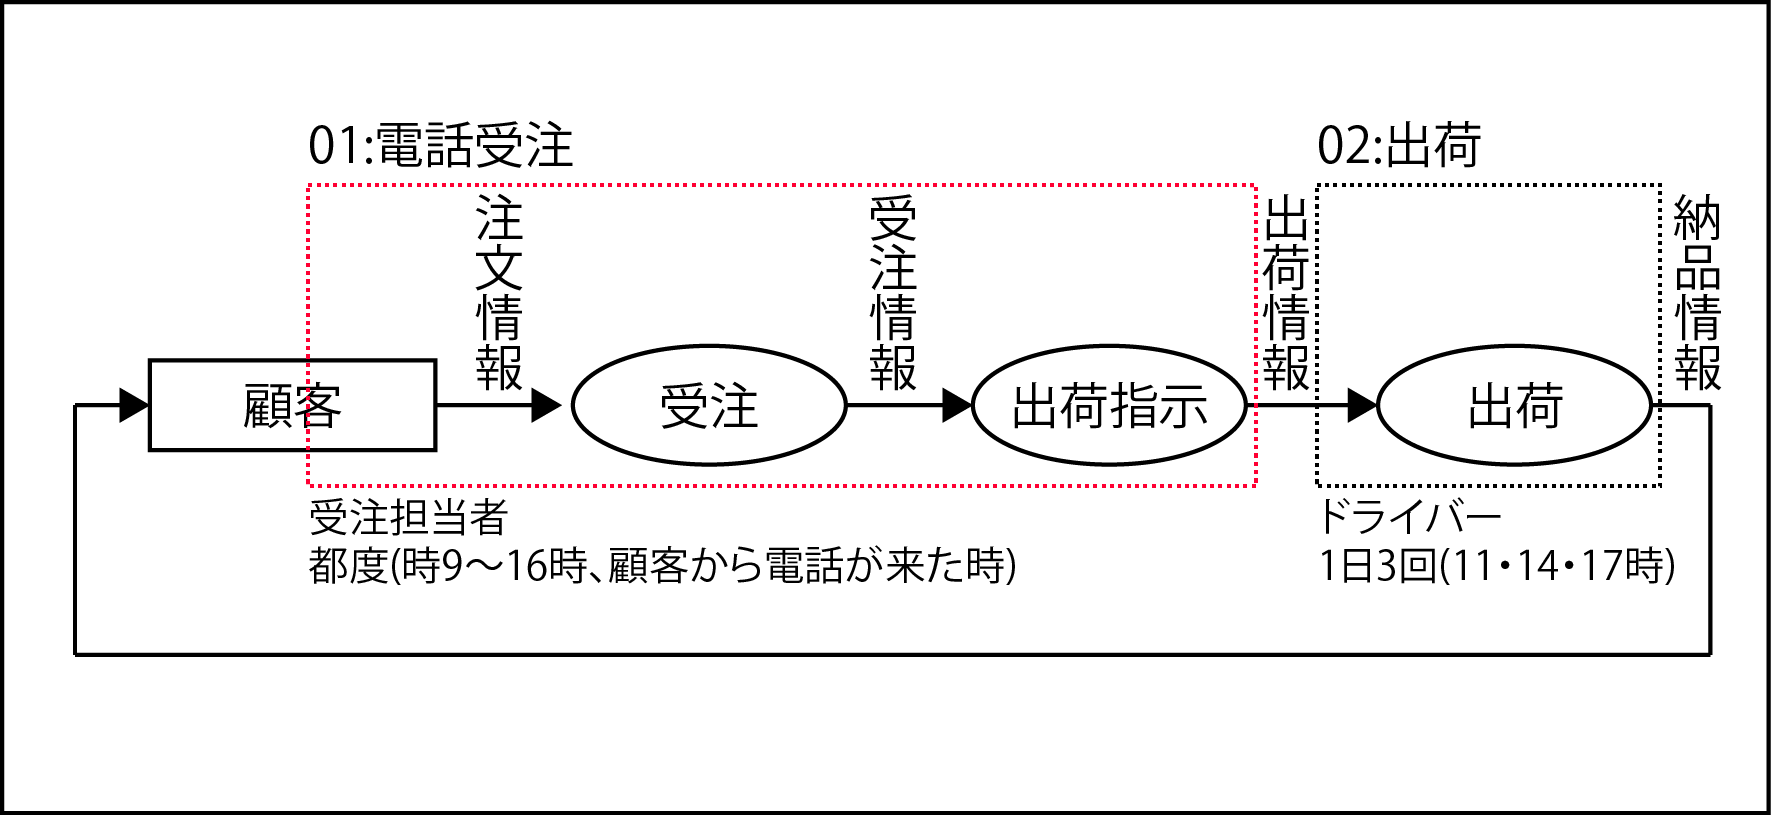 01:電話受注
02:出荷
注文情報
受注情報
出荷情報
納品情報
顧客
受注
出荷指示
出荷
受注担当者
都度(時9〜16時、顧客から電話が来た時)
ドライバー
1日3回(11・14・17時)